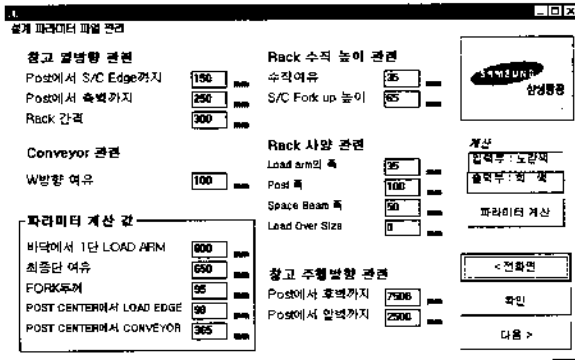 설계 파라미터 파일 관리
창고 열방향 관련
Post에서 S/C Edge까지 150 mm
Post에서 측벽까지 250 mm
Rack 간격 300 mm
Conveyor 관련
W방향 여유 100 mm
파라미터 계산 값
바닥에서 1단 LOAD ARM 800 mm
최종단 여유 650 mm
FORK두께 95 mm
POST CENTER에서 LOAD EDGE 98 mm
POST CENTER에서 CONVEYOR 365 mm
Rack 수직 높이 관련
수직여유 35 mm
S/C Fork up 높이 65 mm
Rack 사양 관련
Load arm의 폭 35 mm
Post 폭 100 mm
Space Beam 폭 50 mm
Load Over Size 0 mm
창고 주행방향 관련
Post에서 후벽까지 7506 mm
Post에서 앞벽까지 2500 mm
SAMSUNG
삼성항공
계산
입력부 : 노란색
출력부 : 흰 색
파라미터 계산
< 전화면
확인
다음 >